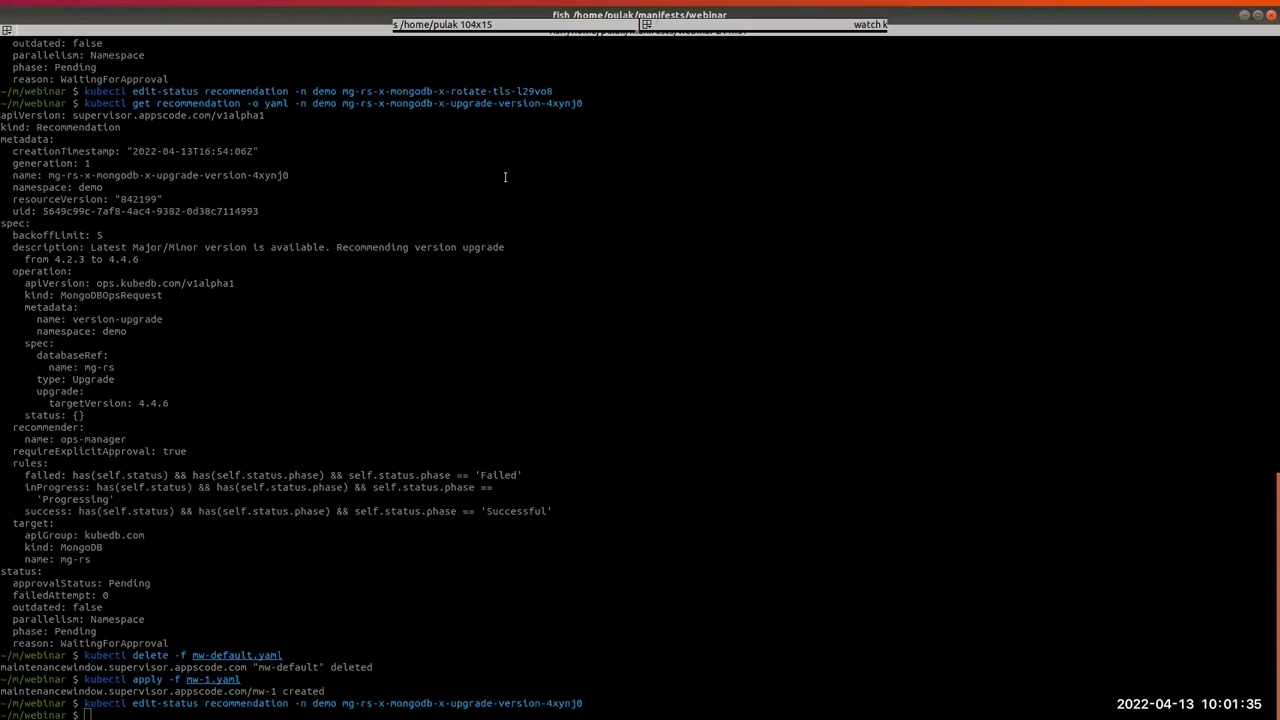 fish /home/pulak/manifests/webinar
s /home/pulak 104x15
watch k
outdated: false
parallelism: Namespace
phase: Pending
reason: WaitingForApproval
~/m/webinar $ kubectl edit-status recommendation -n demo mg-rs-x-mongodb-x-rotate-tls-l29vo8
~/m/webinar $ kubectl get recommendation -o yaml -n demo mg-rs-x-mongodb-x-upgrade-version-4xynj0
apiVersion: supervisor.appscode.com/v1alpha1
kind: Recommendation
metadata:
creationTimestamp: "2022-04-13T16:54:06Z"
generation: 1
name: mg-rs-x-mongodb-x-upgrade-version-4xynj0
namespace: demo
resourceVersion: "842199"
uid: 5649c99c-7af8-4ac4-9382-0d38c7114993
spec:
backoffLimit: 5
description: Latest Major/Minor version is available. Recommending version upgrade
from 4.2.3 to 4.4.6
operation:
apiVersion: ops.kubedb.com/v1alpha1
kind: MongoDBOpsRequest
metadata:
name: version-upgrade
namespace: demo
spec:
databaseRef:
name: mg-rs
type: Upgrade
upgrade:
targetVersion: 4.4.6
status: {}
recommender:
name: ops-manager
requireExplicitApproval: true
rules:
failed: has(self.status) && has(self.status.phase) && self.status.phase == 'Failed'
inProgress: has(self.status) && has(self.status.phase) && self.status.phase ==
'Progressing'
success: has(self.status) && has(self.status.phase) && self.status.phase == 'Successful'
target:
apiGroup: kubedb.com
kind: MongoDB
name: mg-rs
status:
approvalStatus: Pending
failedAttempt: 0
outdated: false
parallelism: Namespace
phase: Pending
reason: WaitingForApproval
~/m/webinar $ kubectl delete -f mw-default.yaml
maintenancewindow.supervisor.appscode.com "mw-default" deleted
~/m/webinar $ kubectl apply -f mw-1.yaml
maintenancewindow.supervisor.appscode.com/mw-1 created
~/m/webinar $ kubectl edit-status recommendation -n demo mg-rs-x-mongodb-x-upgrade-version-4xynj0
~/m/webinar $
2022-04-13 10:01:35